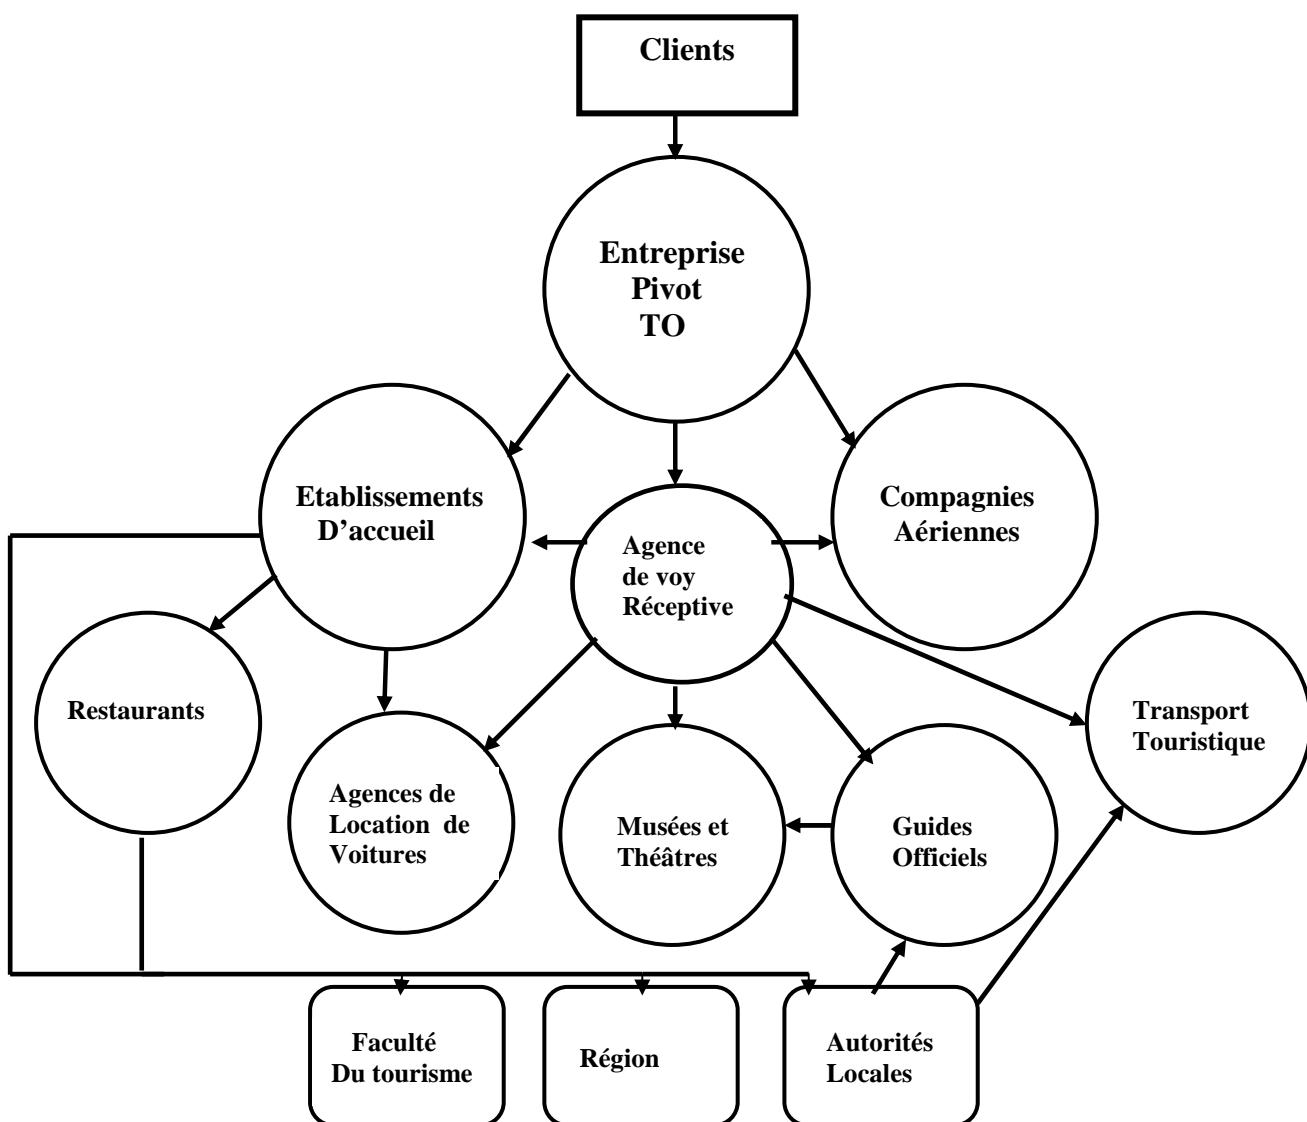 Clients
Entreprise
Pivot
TO
Etablissements
D’accueil
Compagnies
Aériennes
Agence
de voy
Réceptive
Restaurants
Transport
Touristique
Agences de
Location de
Voitures
Musées et
Théâtres
Guides
Officiels
Faculté
Du tourisme
Région
Autorités
Locales